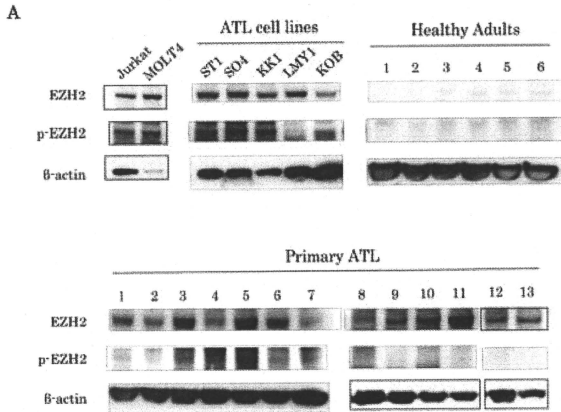 A
ATL cell lines
Healthy Adults
Jurkat MOLT4 ST1 SO4 KK1 LMY1 KOB 1 2 3 4 5 6
EZH2
p-EZH2
β-actin
Primary ATL
1 2 3 4 5 6 7 8 9 10 11 12 13
EZH2
p-EZH2
β-actin